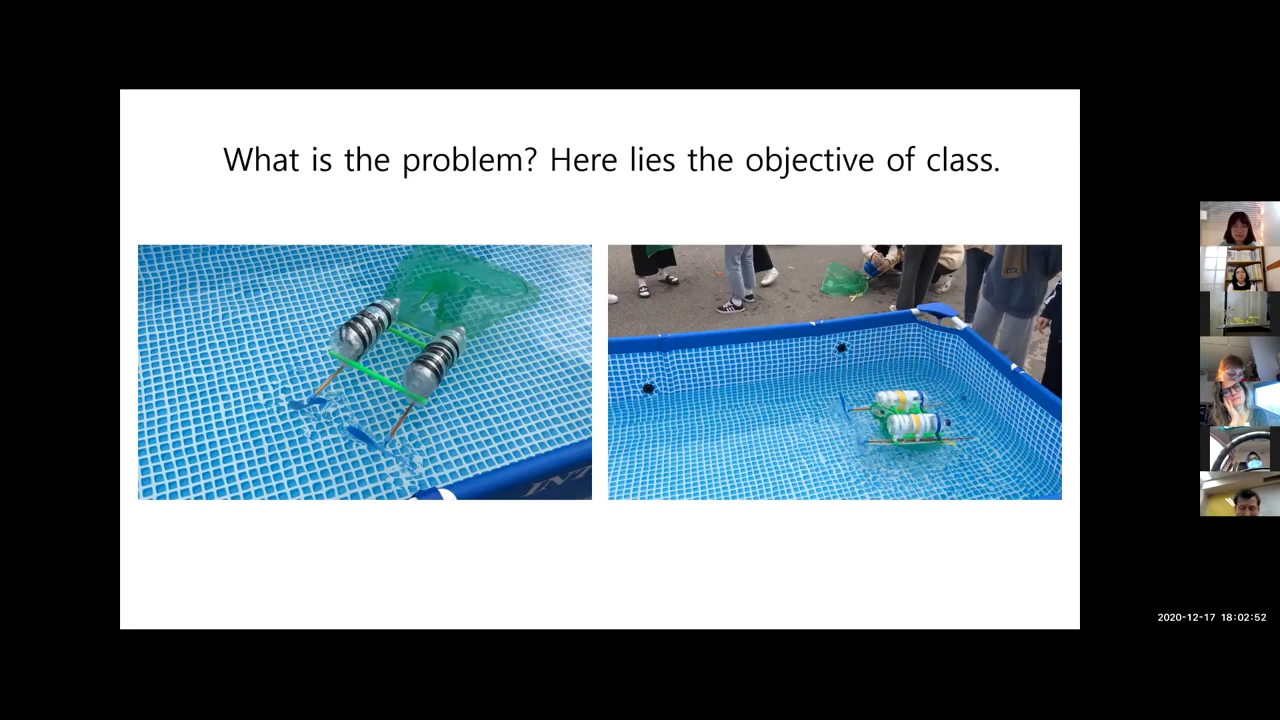 What is the problem? Here lies the objective of class.
2020-12-17 18:02:52